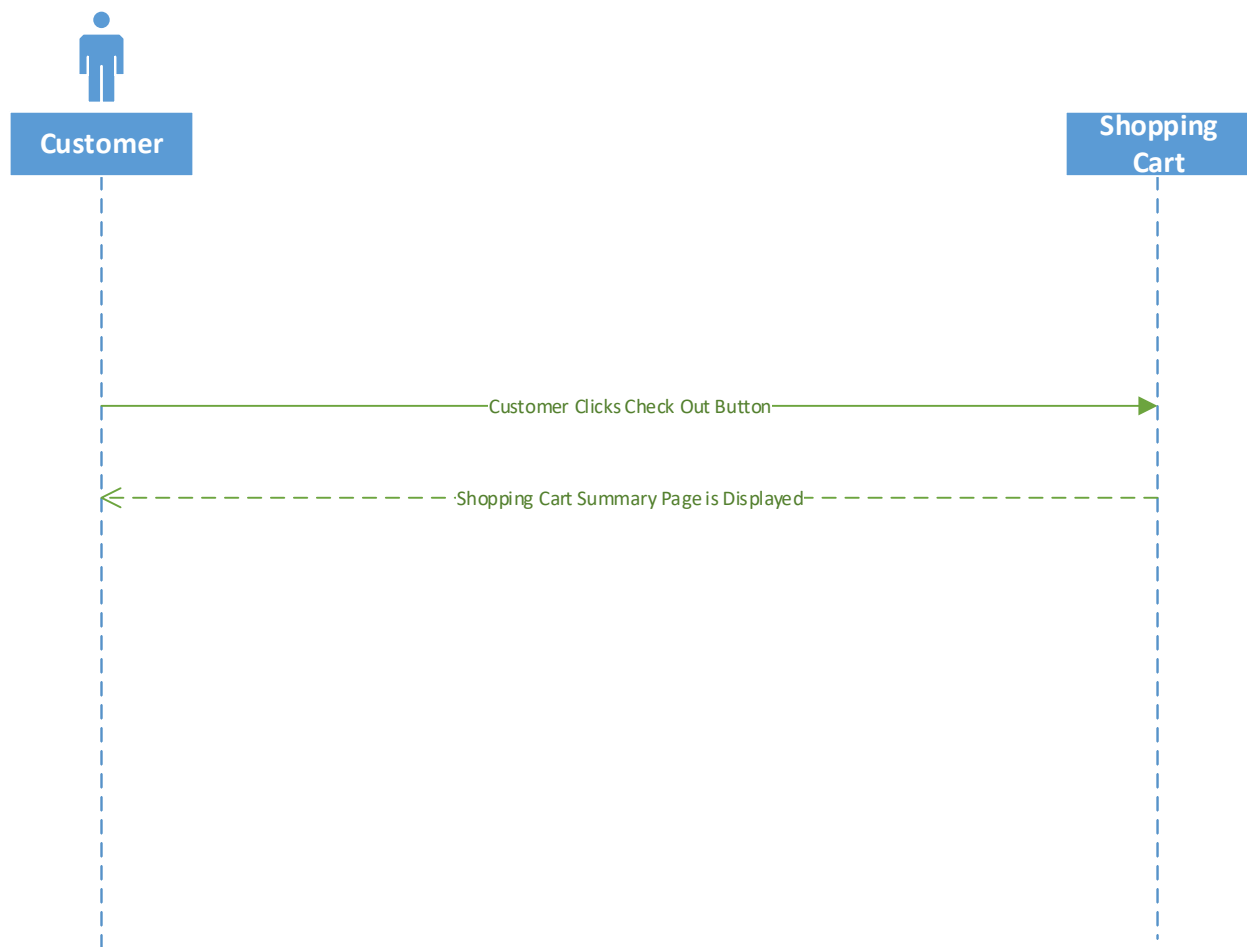 Customer
Shopping
Cart
Customer Clicks Check Out Button
Shopping Cart Summary Page is Displayed